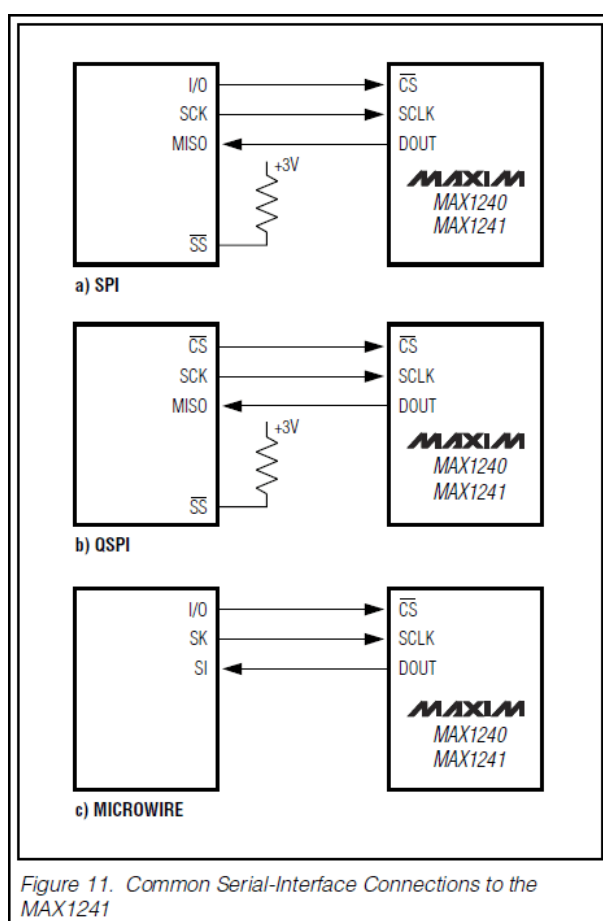 I/O CS
SCK SCLK
MISO DOUT
+3V
MAXIM
MAX1240
MAX1241
SS
a) SPI
CS CS
SCK SCLK
MISO DOUT
+3V
MAXIM
MAX1240
MAX1241
SS
b) QSPI
I/O CS
SK SCLK
SI DOUT
MAXIM
MAX1240
MAX1241
c) MICROWIRE
Figure 11. Common Serial-Interface Connections to the
MAX1241